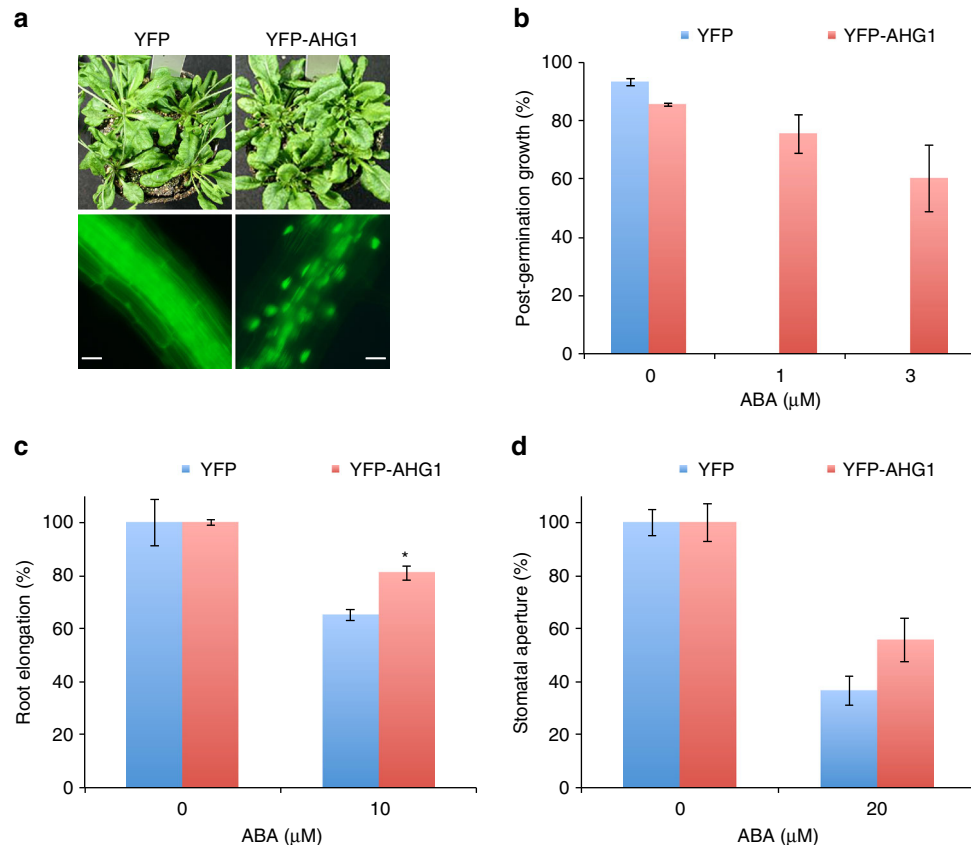 a
YFP YFP-AHG1
b
YFP YFP-AHG1
100
80
60
40
20
0
Post-germination growth (%)
0 1 3
ABA (μM)
c
YFP YFP-AHG1
100
80
60
40
20
0
Root elongation (%)
*
0 10
ABA (μM)
d
YFP YFP-AHG1
100
80
60
40
20
0
Stomatal aperture (%)
0 20
ABA (μM)